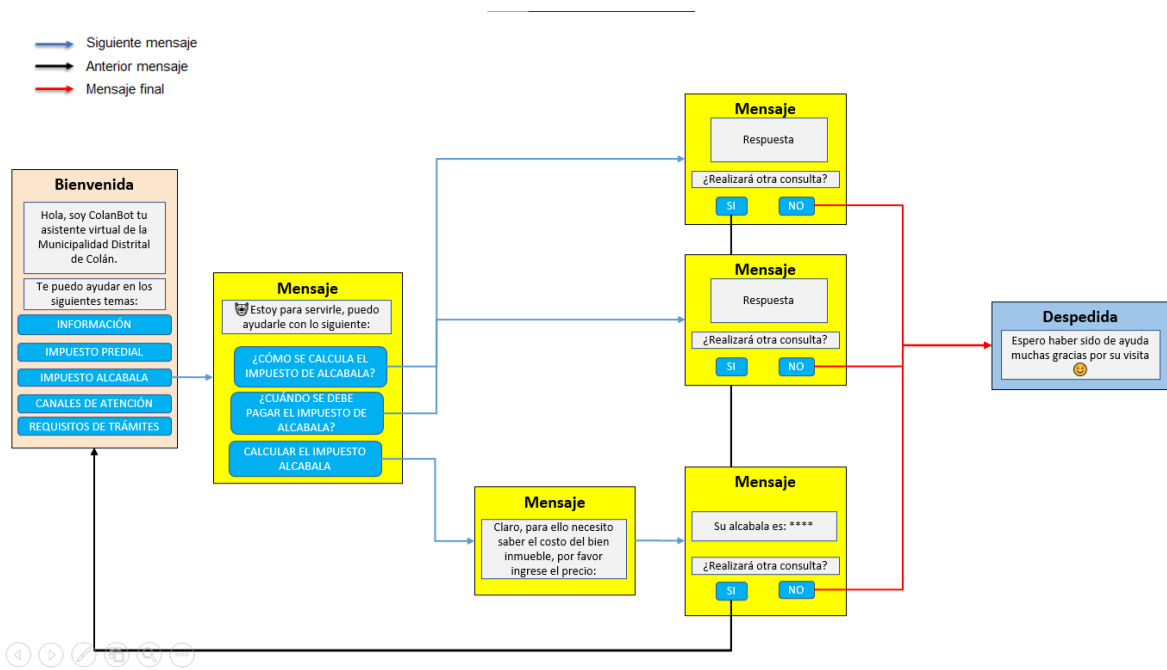 Siguiente mensaje
Anterior mensaje
Mensaje final
Bienvenida
Hola, soy ColanBot tu
asistente virtual de la
Municipalidad Distrital
de Colán.
Te puedo ayudar en los
siguientes temas:
INFORMACIÓN
IMPUESTO PREDIAL
IMPUESTO ALCABALA
CANALES DE ATENCIÓN
REQUISITOS DE TRÁMITES
Mensaje
Estoy para servirle, puedo
ayudarle con lo siguiente:
¿CÓMO SE CALCULA EL
IMPUESTO DE ALCABALA?
¿CUÁNDO SE DEBE
PAGAR EL IMPUESTO DE
ALCABALA?
CALCULAR EL IMPUESTO
ALCABALA
Mensaje
Claro, para ello necesito
saber el costo del bien
inmueble, por favor
ingrese el precio:
Mensaje
Respuesta
¿Realizará otra consulta?
SI NO
Mensaje
Respuesta
¿Realizará otra consulta?
SI NO
Mensaje
Su alcabala es: ****
¿Realizará otra consulta?
SI NO
Despedida
Espero haber sido de ayuda
muchas gracias por su visita
😊